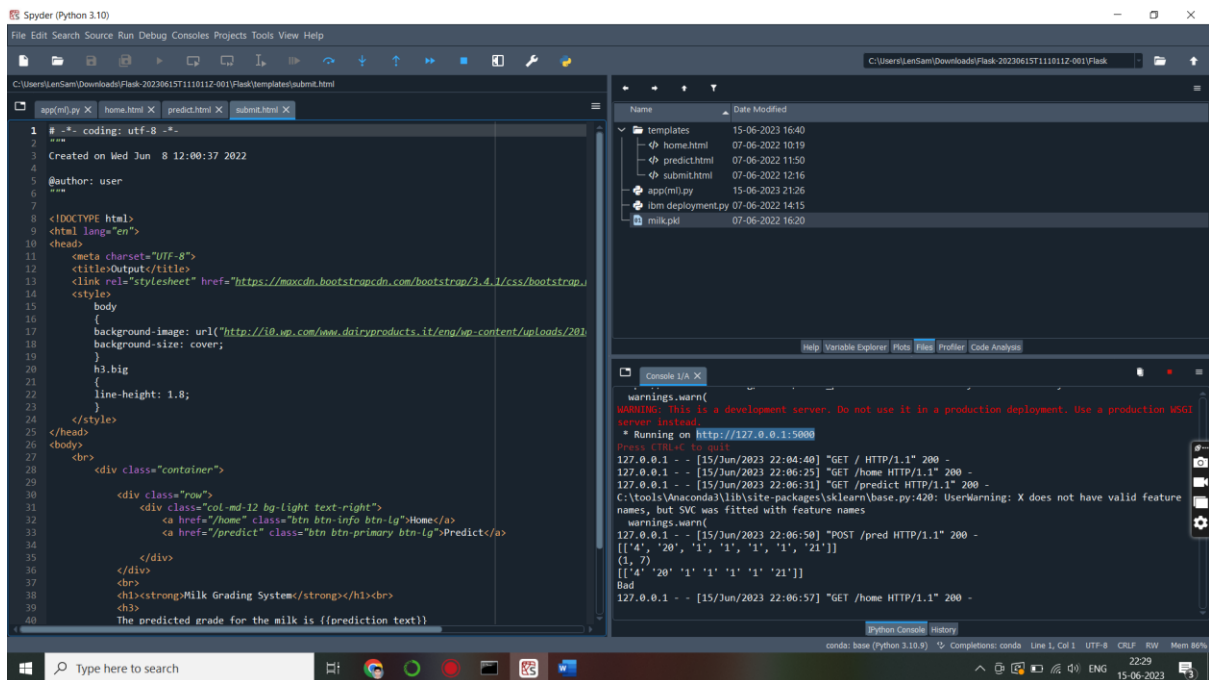 Spyder (Python 3.10)
File Edit Search Source Run Debug Consoles Projects Tools View Help
C:\Users\LenSam\Downloads\Flask-20230615T111011Z-001\Flask
C:\Users\LenSam\Downloads\Flask-20230615T111011Z-001\Flask\templates\submit.html
app(ml).py X home.html X predict.html X submit.html X
1 # -*- coding: utf-8 -*-
2 """
3 Created on Wed Jun  8 12:00:37 2022
4
5 @author: user
6 """
7
8 <!DOCTYPE html>
9 <html lang="en">
10 <head>
11 <meta charset="UTF-8">
12 <title>Output</title>
13 <link rel="stylesheet" href="https://maxcdn.bootstrapcdn.com/bootstrap/3.4.1/css/bootstrap.
14 <style>
15 body
16 {
17 background-image: url("http://i0.wp.com/www.dairyproducts.it/eng/wp-content/uploads/201
18 background-size: cover;
19 }
20 h3.big
21 {
22 line-height: 1.8;
23 }
24 </style>
25 </head>
26 <body>
27 <br>
28 <div class="container">
29
30 <div class="row">
31 <div class="col-md-12 bg-light text-right">
32 <a href="/home" class="btn btn-info btn-lg">Home</a>
33 <a href="/predict" class="btn btn-primary btn-lg">Predict</a>
34
35 </div>
36 </div>
37 <br>
38 <h1><strong>Milk Grading System</strong></h1><br>
39 <h3>
40 The predicted grade for the milk is {{prediction_text}}
Name Date Modified
templates 15-06-2023 16:40
home.html 07-06-2022 10:19
predict.html 07-06-2022 11:50
submit.html 07-06-2022 12:16
app(ml).py 15-06-2023 21:26
ibm deployment.py 07-06-2022 14:15
milk.pkl 07-06-2022 16:20
Help Variable Explorer Plots Files Profiler Code Analysis
Console 1/A X
warnings.warn(
WARNING: This is a development server. Do not use it in a production deployment. Use a production WSGI
server instead.
* Running on http://127.0.0.1:5000
Press CTRL+C to quit
127.0.0.1 - - [15/Jun/2023 22:04:40] "GET / HTTP/1.1" 200 -
127.0.0.1 - - [15/Jun/2023 22:06:25] "GET /home HTTP/1.1" 200 -
127.0.0.1 - - [15/Jun/2023 22:06:31] "GET /predict HTTP/1.1" 200 -
C:\tools\Anaconda3\lib\site-packages\sklearn\base.py:420: UserWarning: X does not have valid feature
names, but SVC was fitted with feature names
warnings.warn(
127.0.0.1 - - [15/Jun/2023 22:06:50] "POST /pred HTTP/1.1" 200 -
[['4', '20', '1', '1', '1', '1', '21']]
(1, 7)
[['4' '20' '1' '1' '1' '1' '21']]
Bad
127.0.0.1 - - [15/Jun/2023 22:06:57] "GET /home HTTP/1.1" 200 -
IPython Console History
conda: base (Python 3.10.9) Completions: conda Line 1, Col 1 UTF-8 CRLF RW Mem 86%
Type here to search
ENG
22:29
15-06-2023